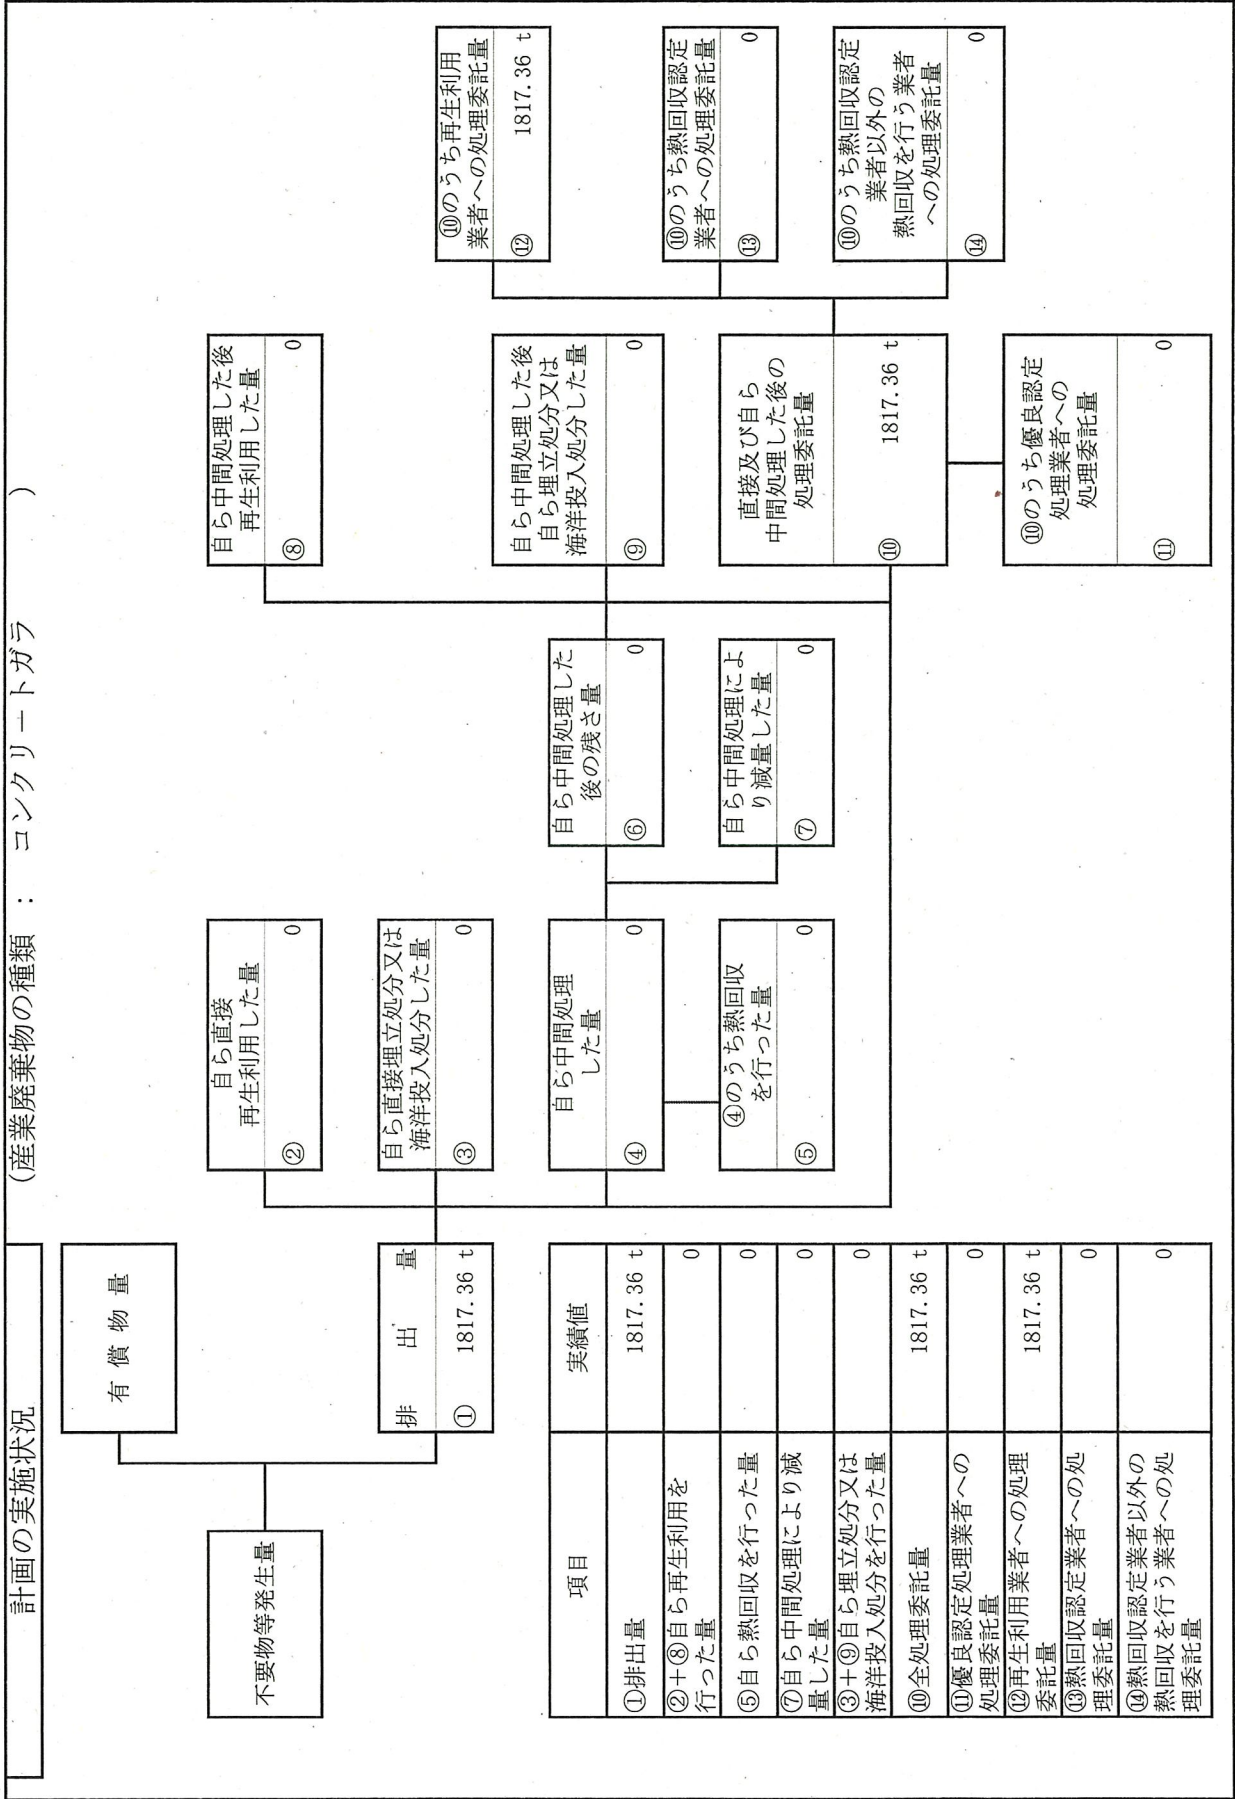 計画の実施状況
(産業廃棄物の種類 : コンクリートガラ )
不要物等発生量
有償物量
排出量
① 1817.36 t
自ら直接
再生利用した量
② 0
自ら直接埋立処分又は
海洋投入処分した量
③ 0
自ら中間処理
した量
④ 0
④のうち熱回収
を行った量
⑤ 0
自ら中間処理した
後の残さ量
⑥ 0
自ら中間処理によ
り減量した量
⑦ 0
自ら中間処理した後
再生利用した量
⑧ 0
自ら中間処理した後
自ら埋立処分又は
海洋投入処分した量
⑨ 0
直接及び自ら
中間処理した後の
処理委託量
⑩ 1817.36 t
⑩のうち優良認定
処理業者への
処理委託量
⑪ 0
⑩のうち再生利用
業者への処理委託量
⑫ 1817.36 t
⑩のうち熱回収認定
業者への処理委託量
⑬ 0
⑩のうち熱回収認定
業者以外の
熱回収を行う業者
への処理委託量
⑭ 0
項目 実績値
①排出量 1817.36 t
②+⑧自ら再生利用を
行った量 0
⑤自ら熱回収を行った量 0
⑦自ら中間処理により減
量した量 0
③+⑨自ら埋立処分又は
海洋投入処分を行った量 0
⑩全処理委託量 1817.36 t
⑪優良認定処理業者への
処理委託量 0
⑫再生利用業者への処理
委託量 1817.36 t
⑬熱回収認定業者への処
理委託量 0
⑭熱回収認定業者以外の
熱回収を行う業者への処
理委託量 0